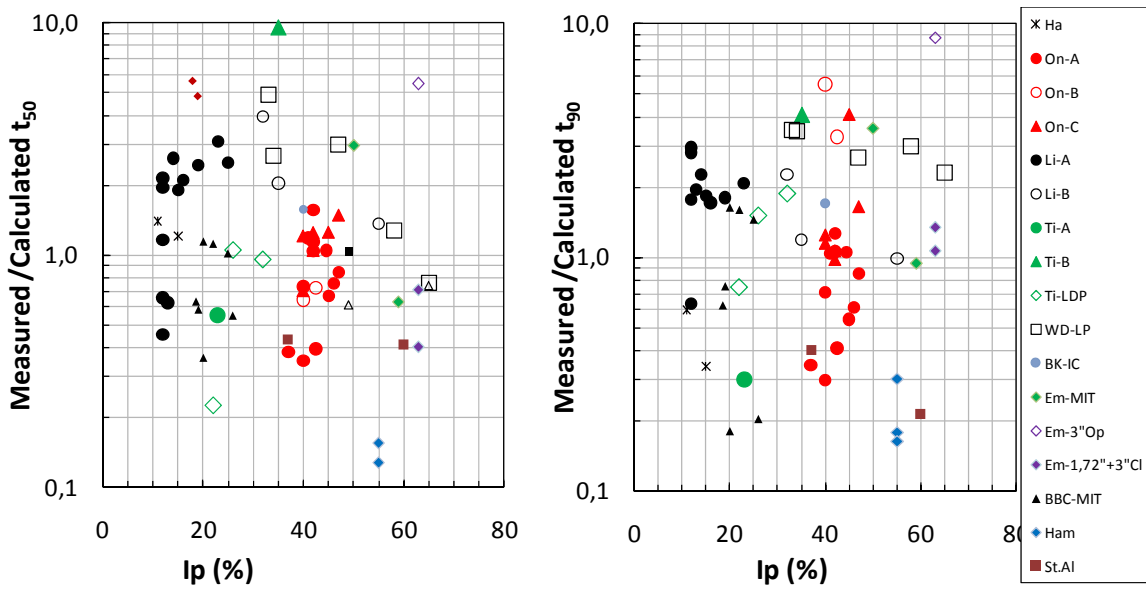 Measured /Calculated t50
10,0
1,0
0,1
0
20
40
60
80
Ip (%)
Measured /Calculated t90
10,0
1,0
0,1
0
20
40
60
80
Ip (%)
Ha
On-A
On-B
On-C
Li-A
Li-B
Ti-A
Ti-B
Ti-LDP
WD-LP
BK-IC
Em-MIT
Em-3"Op
Em-1,72"+3"Cl
BBC-MIT
Ham
St.Al